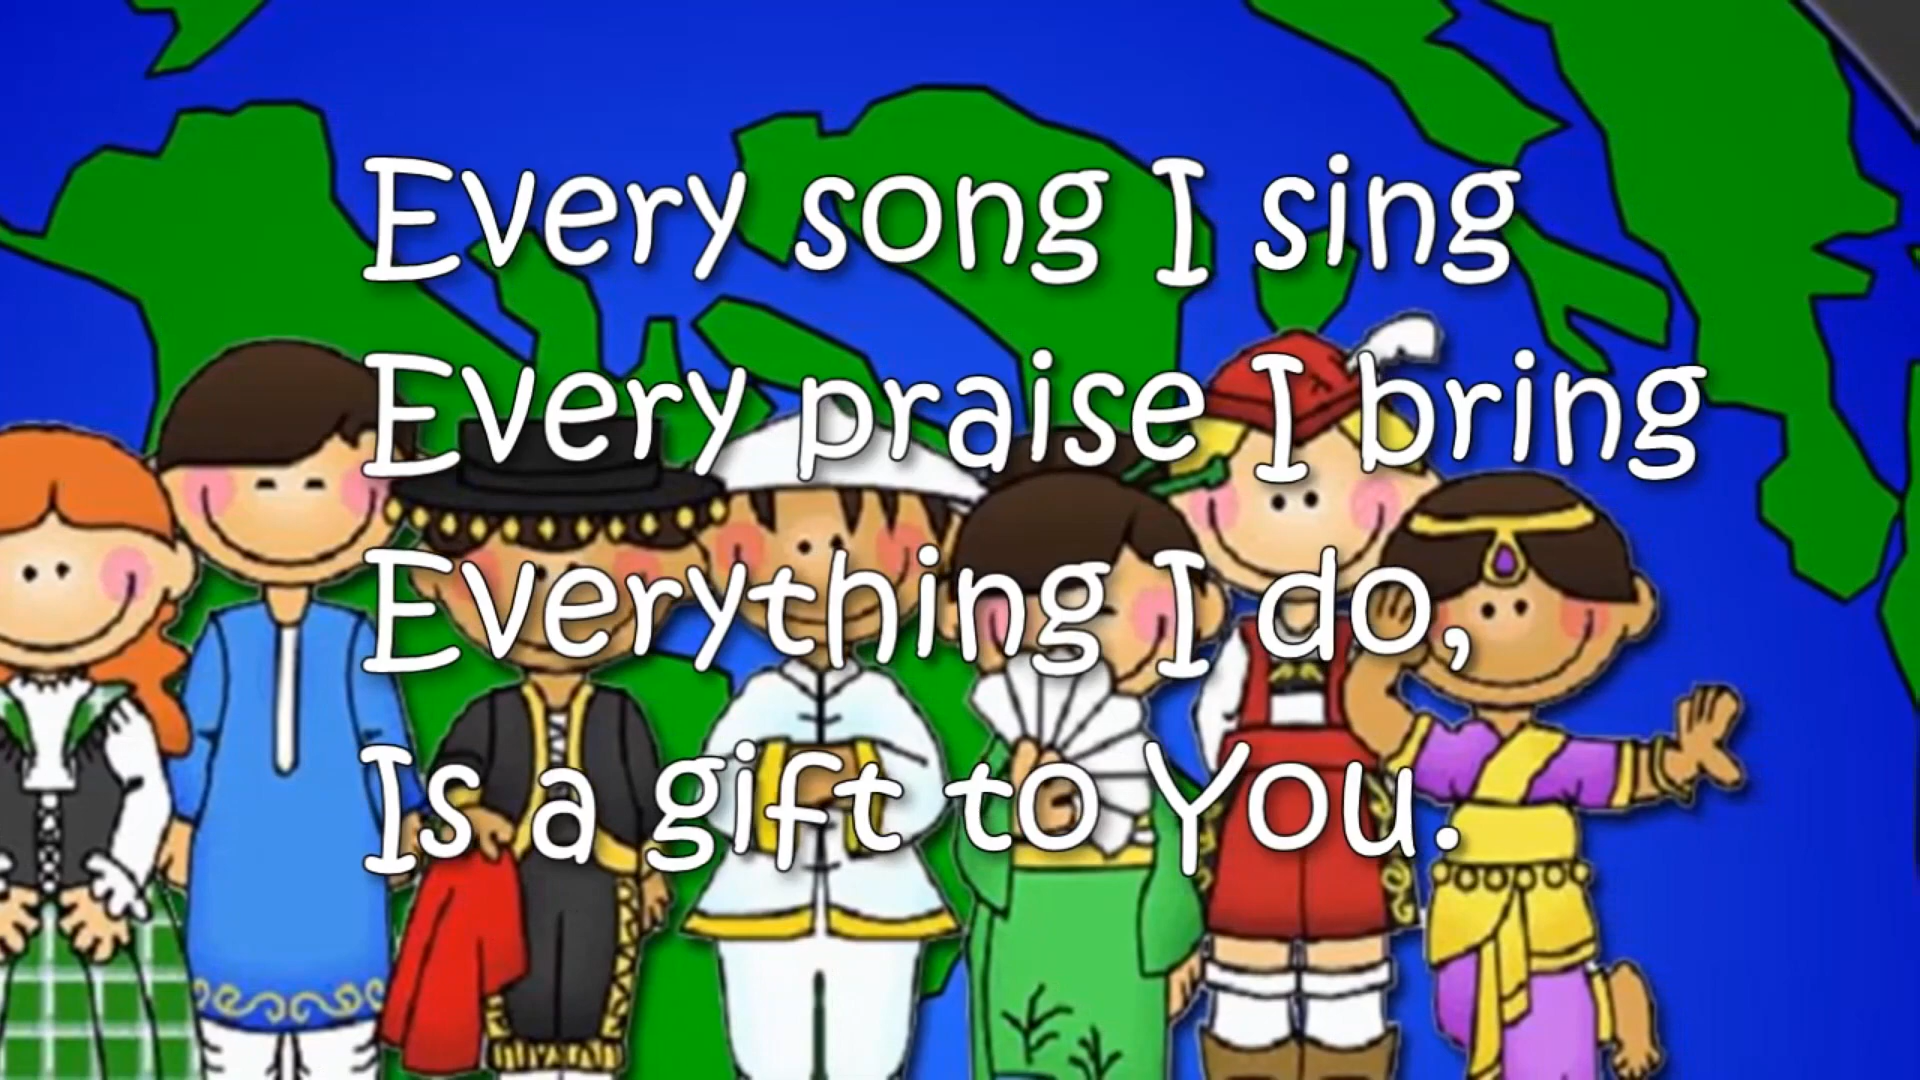 Every song I sing
Every praise I bring
Everything I do,
Is a gift to You.